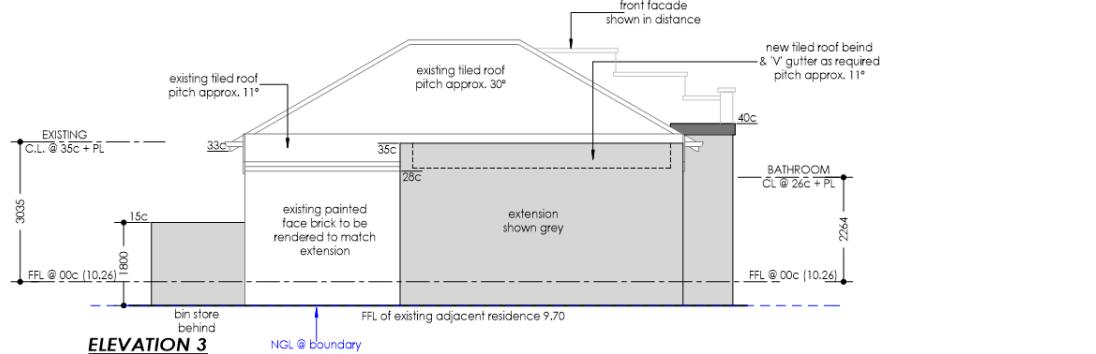 front facade
shown in distance
new tiled roof beind
& 'V' gutter as required
pitch approx. 11°
existing tiled roof
pitch approx. 11°
existing tiled roof
pitch approx. 30°
40c
EXISTING
C.L. @ 35c + PL
33c
35c
28c
BATHROOM
CL @ 26c + PL
3035
15c
1800
existing painted
face brick to be
rendered to match
extension
extension
shown grey
2264
FFL @ 00c (10.26)
FFL @ 00c (10.26)
bin store
behind
FFL of existing adjacent residence 9.70
ELEVATION 3
NGL @ boundary